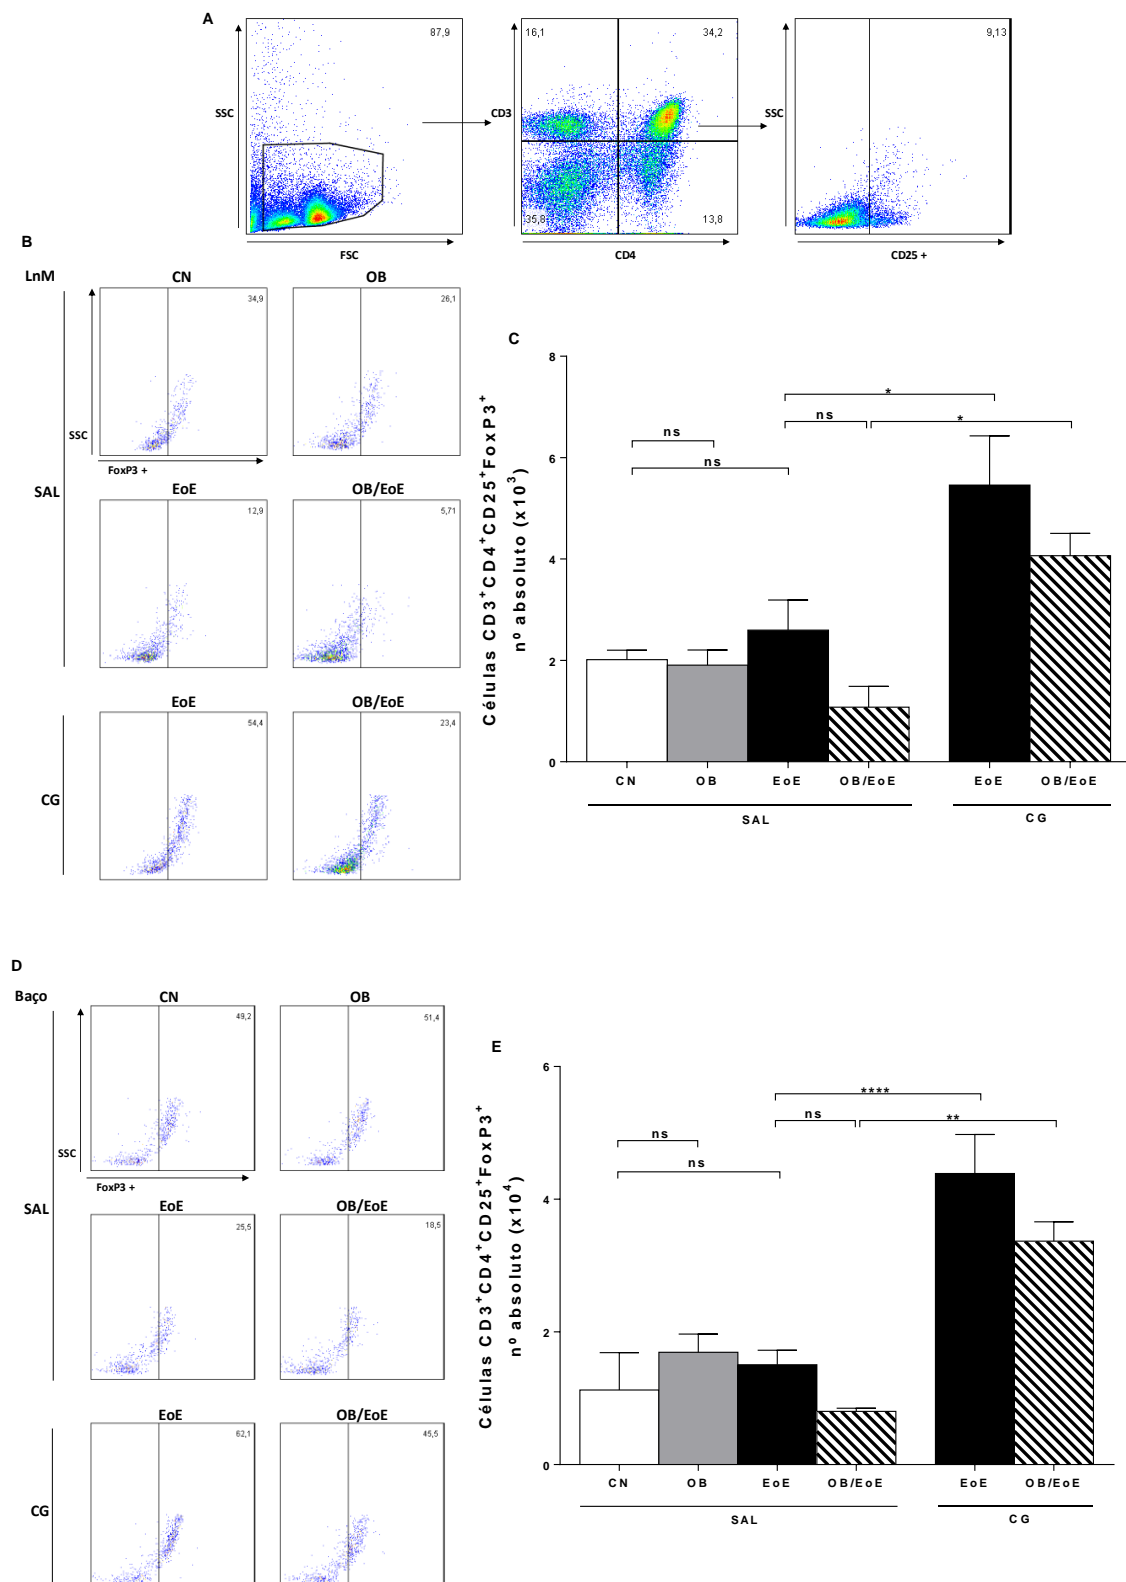 A
SSC
87,9
FSC
CD3
16,1
34,2
35,8
13,8
CD4
SSC
9,13
CD25 +
B
LnM
CN
OB
34,9
26,1
SSC
FoxP3 +
SAL
EoE
OB/EoE
12,9
5,71
EoE
OB/EoE
54,4
23,4
CG
C
Células CD3+CD4+CD25+FoxP3+
nº absoluto (x10³)
8
6
4
2
0
*
ns
*
ns
ns
CN
OB
EoE
OB/EoE
EoE
OB/EoE
SAL
CG
D
Baço
CN
OB
49,2
51,4
SSC
FoxP3 +
SAL
EoE
OB/EoE
25,5
18,5
EoE
OB/EoE
62,1
45,5
CG
E
Células CD3+CD4+CD25+FoxP3+
nº absoluto (x10⁴)
6
4
2
0
****
ns
**
ns
ns
CN
OB
EoE
OB/EoE
EoE
OB/EoE
SAL
CG